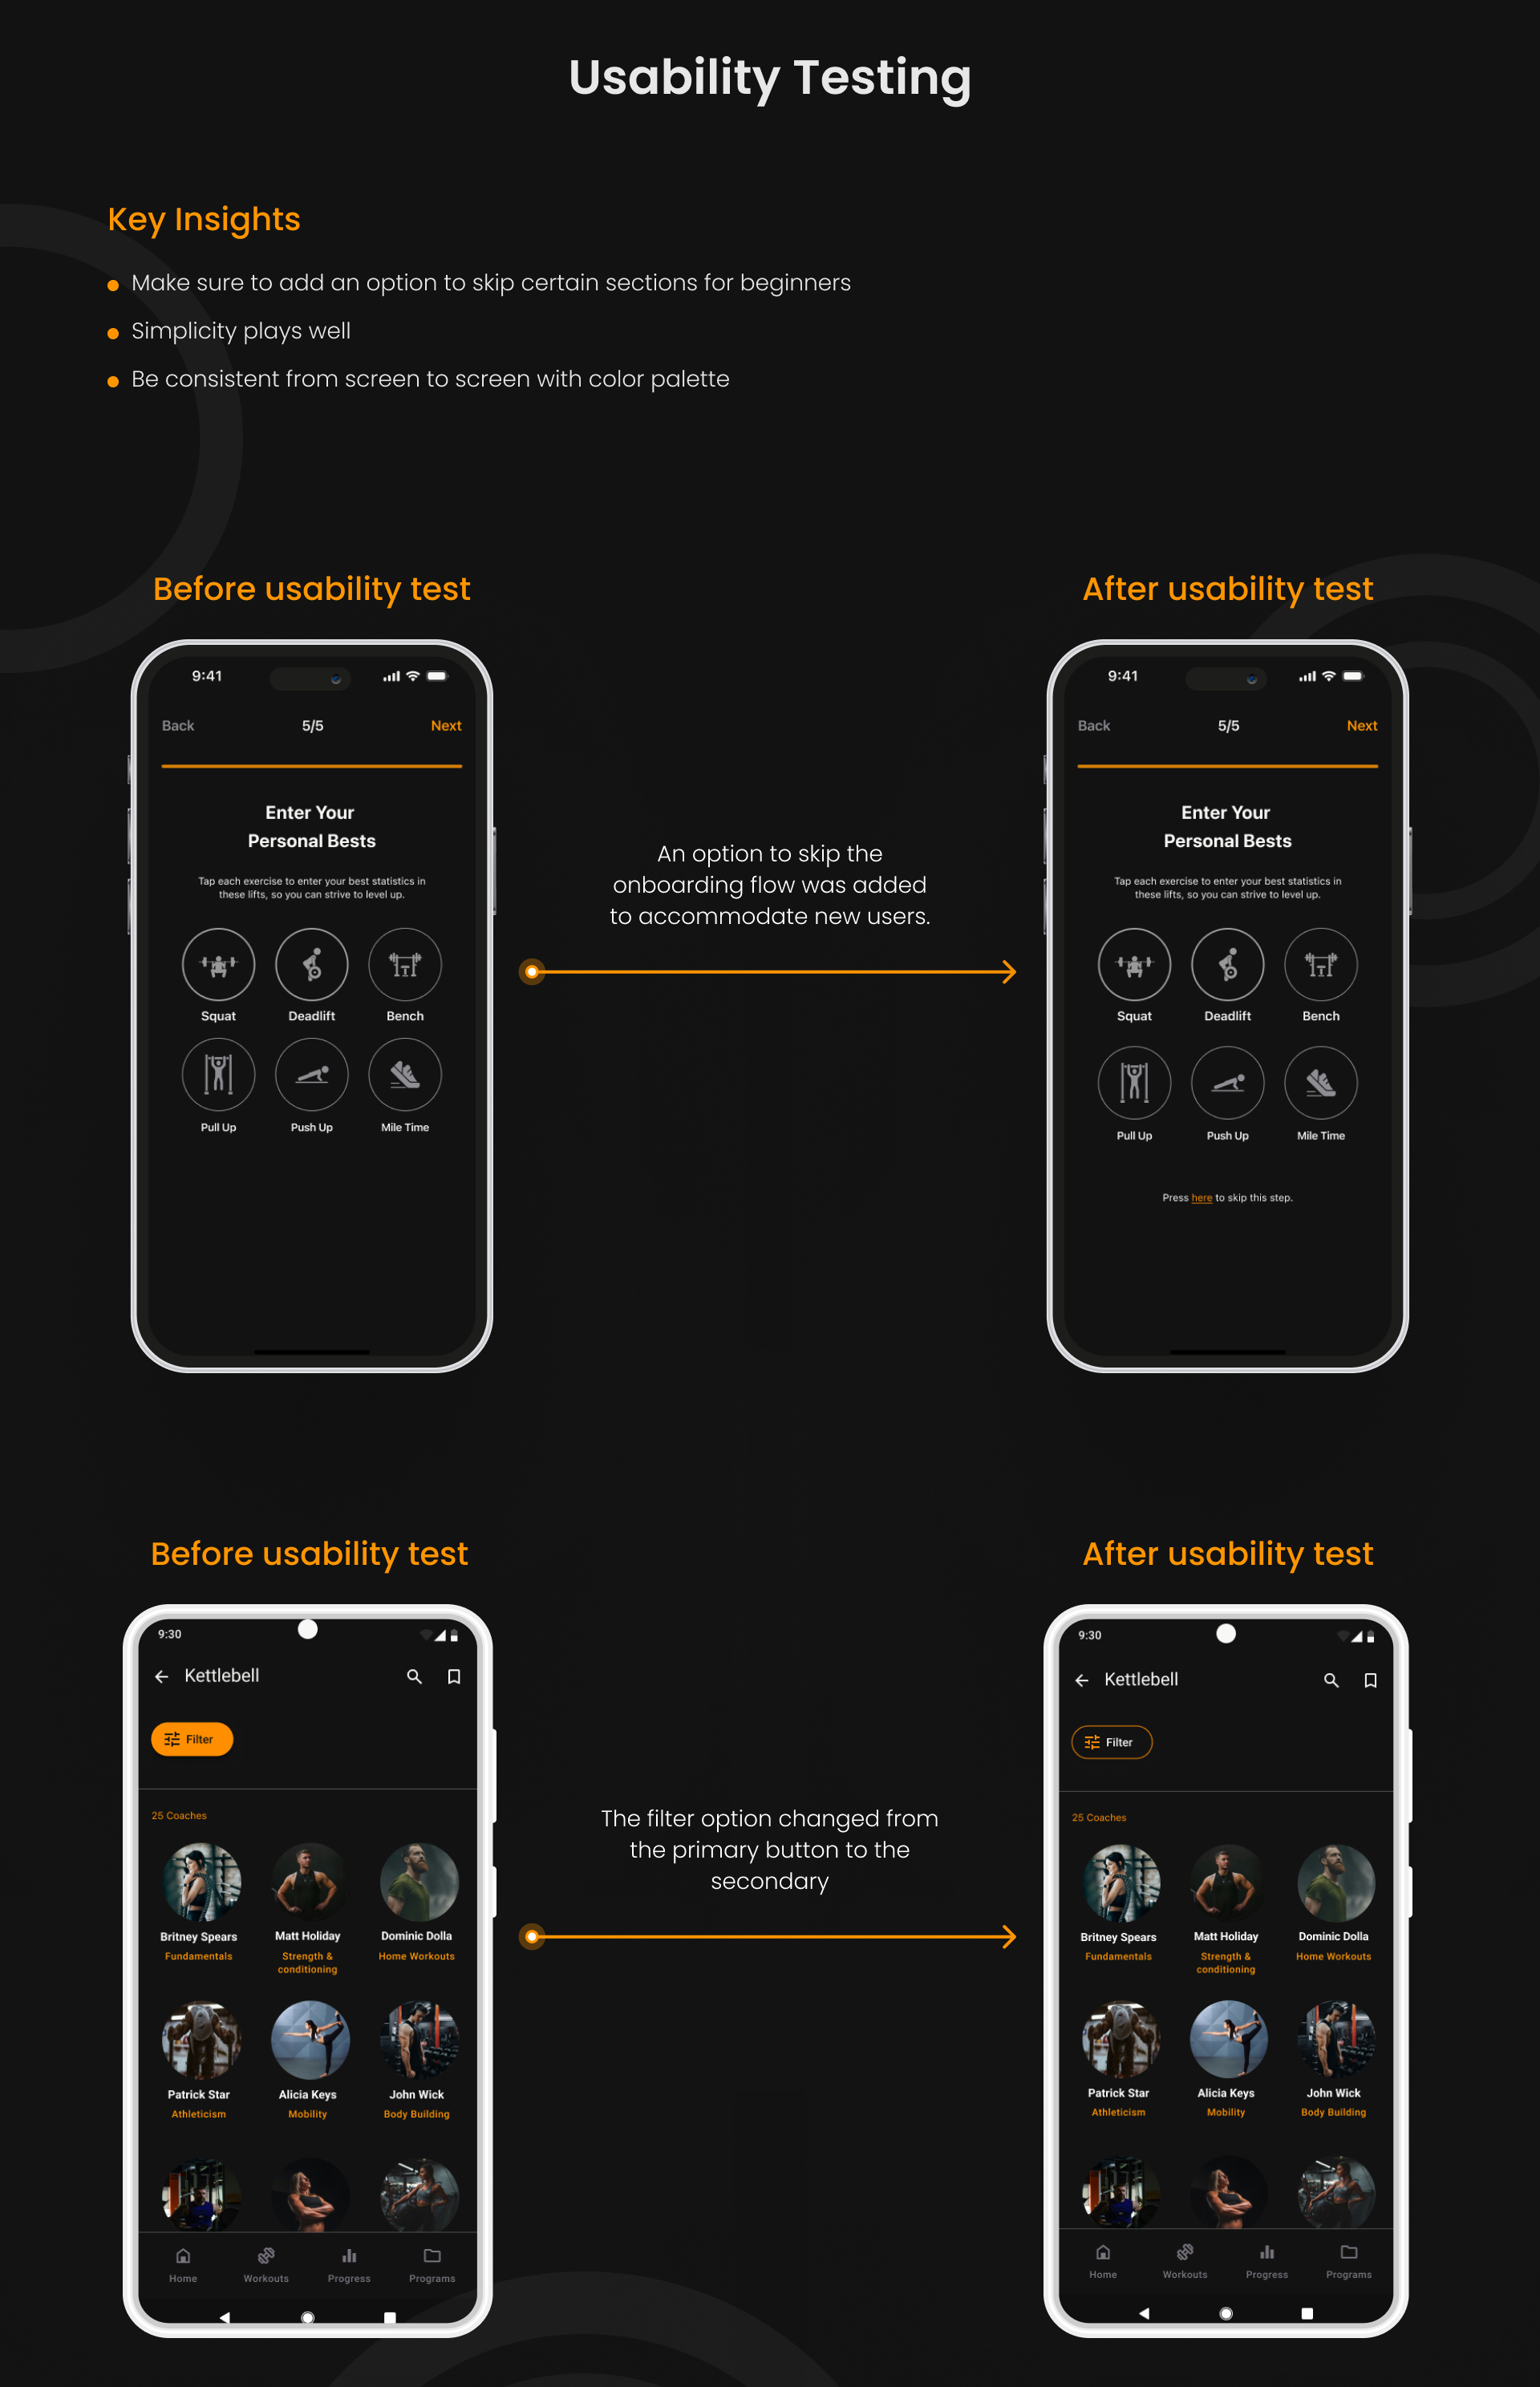 Usability Testing
Key Insights
Make sure to add an option to skip certain sections for beginners
Simplicity plays well
Be consistent from screen to screen with color palette
Before usability test
9:41
Back 5/5 Next
Enter Your
Personal Bests
Tap each exercise to enter your best statistics in
these lifts, so you can strive to level up.
Squat Deadlift Bench
Pull Up Push Up Mile Time
An option to skip the
onboarding flow was added
to accommodate new users.
After usability test
9:41
Back 5/5 Next
Enter Your
Personal Bests
Tap each exercise to enter your best statistics in
these lifts, so you can strive to level up.
Squat Deadlift Bench
Pull Up Push Up Mile Time
Press here to skip this step.
Before usability test
9:30
Kettlebell
Filter
25 Coaches
Britney Spears Matt Holiday Dominic Dolla
Fundamentals Strength & Home Workouts
conditioning
Patrick Star Alicia Keys John Wick
Athleticism Mobility Body Building
Home Workouts Progress Programs
The filter option changed from
the primary button to the
secondary
After usability test
9:30
Kettlebell
Filter
25 Coaches
Britney Spears Matt Holiday Dominic Dolla
Fundamentals Strength & Home Workouts
conditioning
Patrick Star Alicia Keys John Wick
Athleticism Mobility Body Building
Home Workouts Progress Programs